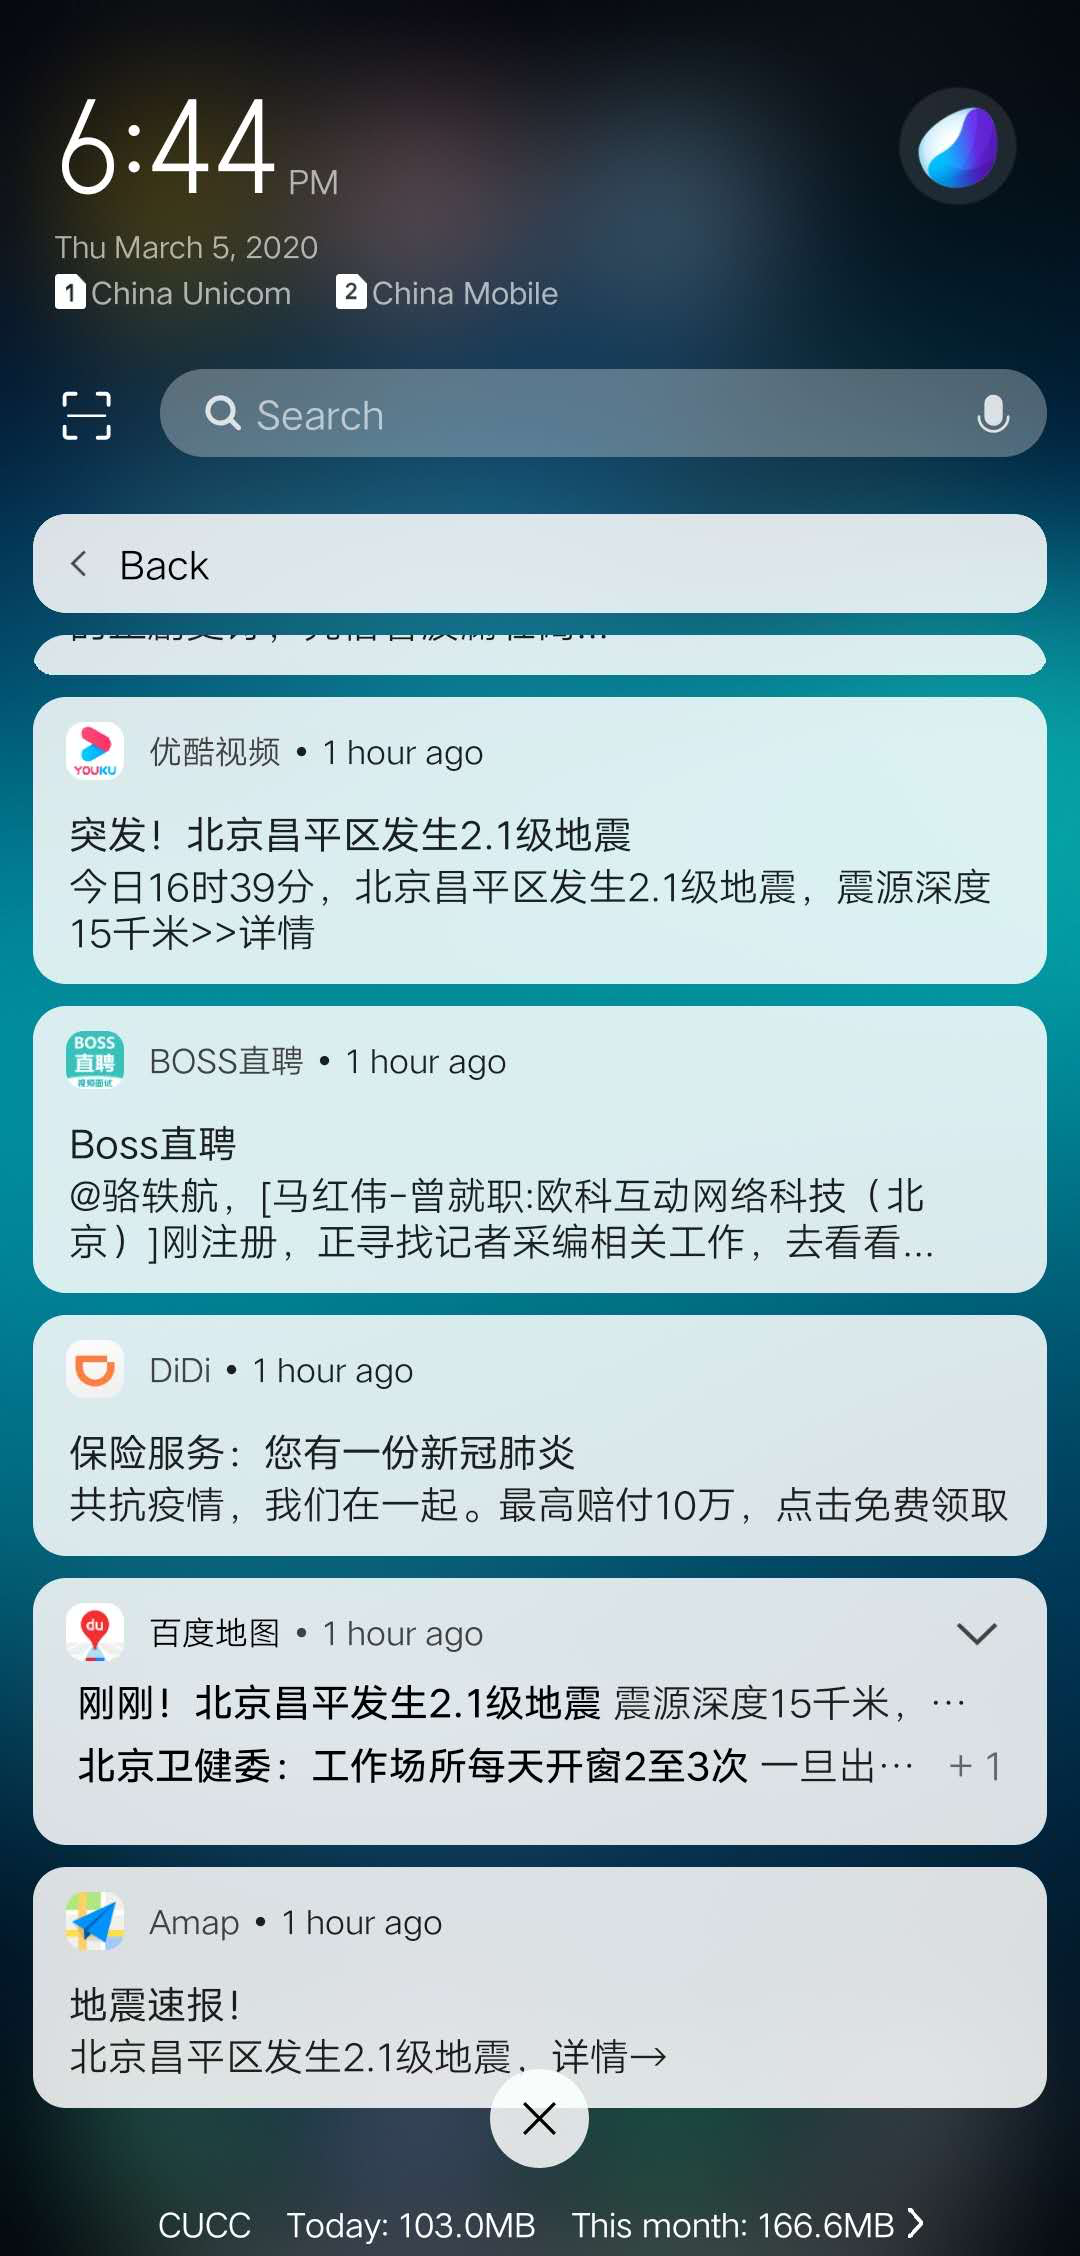 6:44 PM
Thu March 5, 2020
1 China Unicom 2 China Mobile
Search
Back
YOUKU
优酷视频 • 1 hour ago
突发！北京昌平区发生2.1级地震
今日16时39分，北京昌平区发生2.1级地震，震源深度
15千米>>详情
BOSS
直聘
视频面试
BOSS直聘 • 1 hour ago
Boss直聘
@骆轶航，[马红伟-曾就职:欧科互动网络科技（北
京）]刚注册，正寻找记者采编相关工作，去看看...
DiDi • 1 hour ago
保险服务：您有一份新冠肺炎
共抗疫情，我们在一起。最高赔付10万，点击免费领取
du
百度地图 • 1 hour ago
刚刚！北京昌平发生2.1级地震 震源深度15千米，…
北京卫健委：工作场所每天开窗2至3次 一旦出… + 1
Amap • 1 hour ago
地震速报！
北京昌平区发生2.1级地震，详情→
CUCC Today: 103.0MB This month: 166.6MB